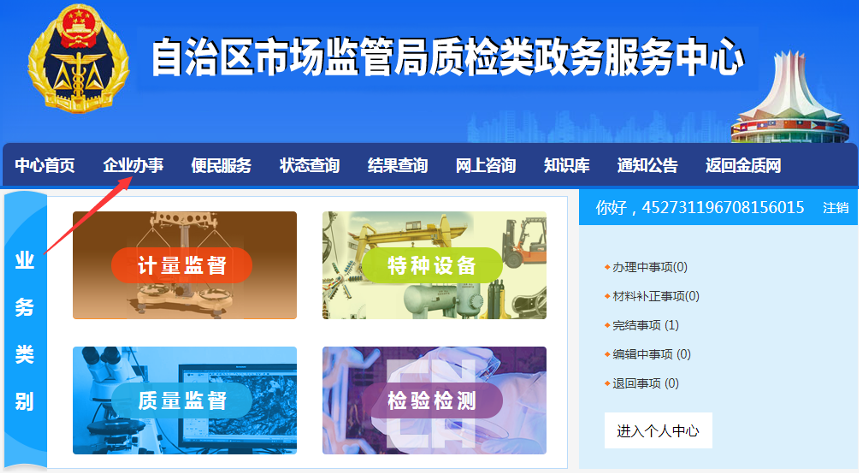 自治区市场监管局质检类政务服务中心
中心首页 企业办事 便民服务 状态查询 结果查询 网上咨询 知识库 通知公告 返回金质网
业务类别
计量监督
特种设备
质量监督
检验检测
你好，452731196708156015 注销
办理中事项(0)
材料补正事项(0)
完结事项 (1)
编辑中事项 (0)
退回事项 (0)
进入个人中心